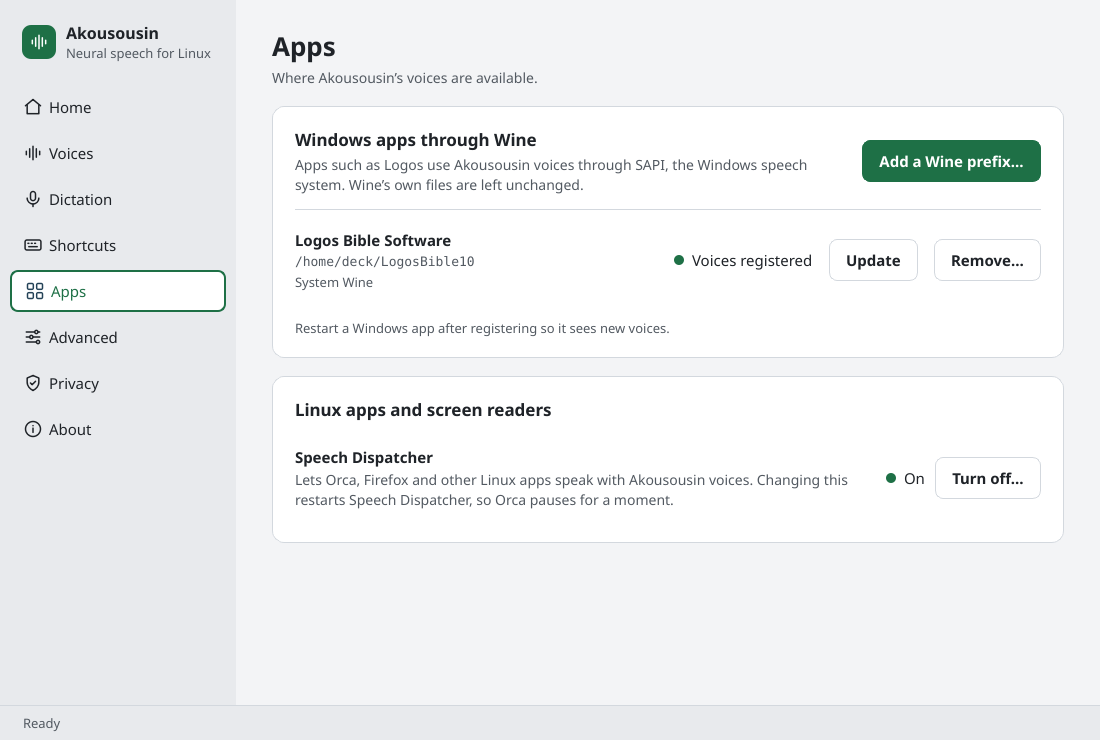 Akousousin
Neural speech for Linux
Home
Voices
Dictation
Shortcuts
Apps
Advanced
Privacy
About
Apps
Where Akousousin’s voices are available.
Windows apps through Wine
Apps such as Logos use Akousousin voices through SAPI, the Windows speech
system. Wine’s own files are left unchanged.
Add a Wine prefix…
Logos Bible Software
/home/deck/LogosBible10
System Wine
Voices registered
Update
Remove…
Restart a Windows app after registering so it sees new voices.
Linux apps and screen readers
Speech Dispatcher
Lets Orca, Firefox and other Linux apps speak with Akousousin voices. Changing this
restarts Speech Dispatcher, so Orca pauses for a moment.
On
Turn off…
Ready